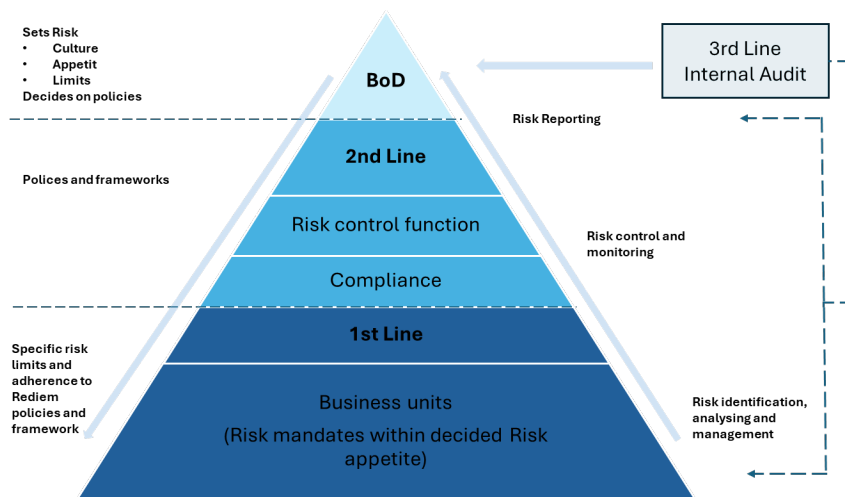 Sets Risk
• Culture
• Appetit
• Limits
Decides on policies
BoD
3rd Line
Internal Audit
Risk Reporting
2nd Line
Polices and frameworks
Risk control function
Risk control and
monitoring
Compliance
1st Line
Specific risk
limits and
adherence to
Rediem
policies and
framework
Business units
(Risk mandates within decided Risk
appetite)
Risk identification,
analysing and
management